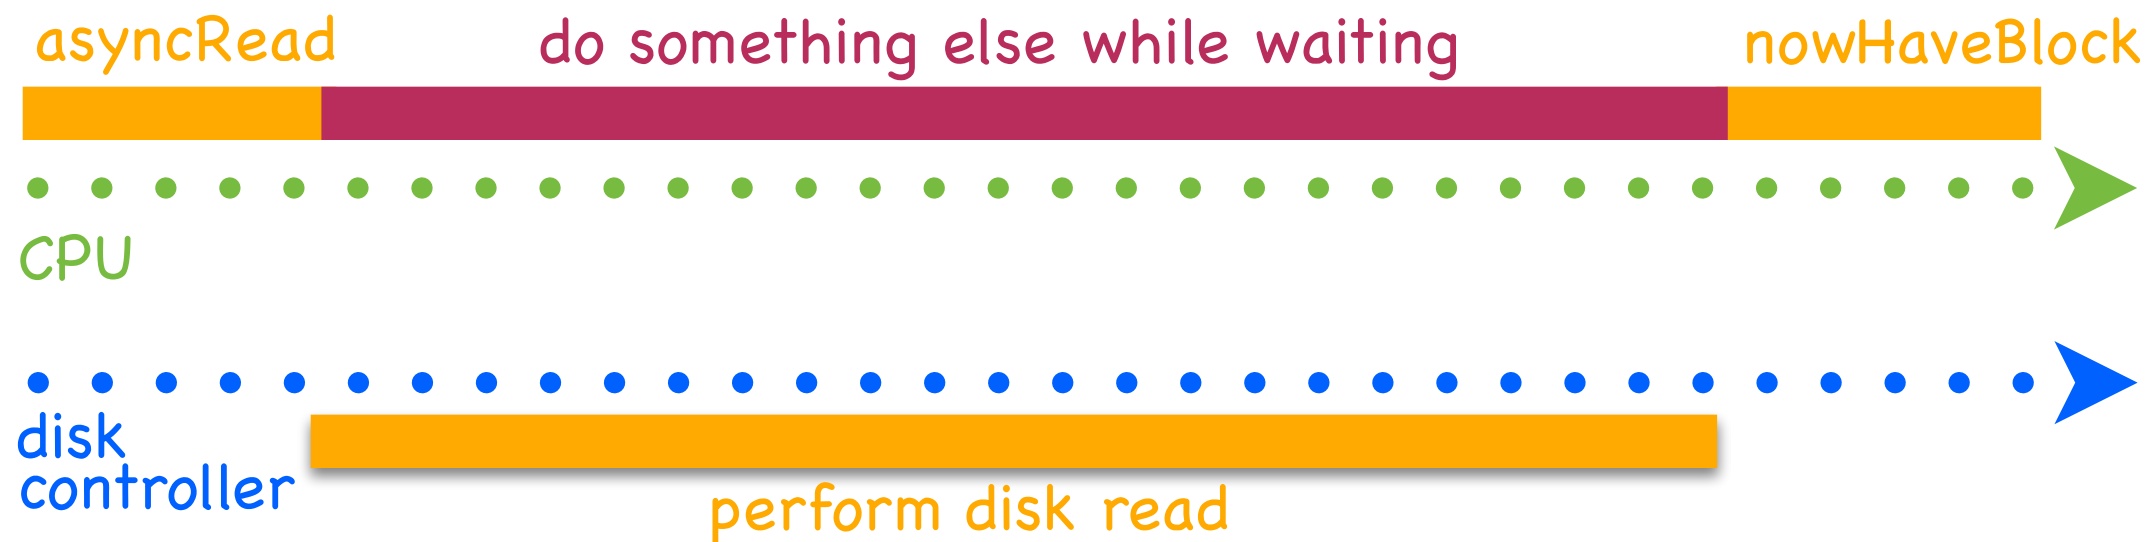 asyncRead do something else while waiting nowHaveBlock
CPU
disk
controller
perform disk read